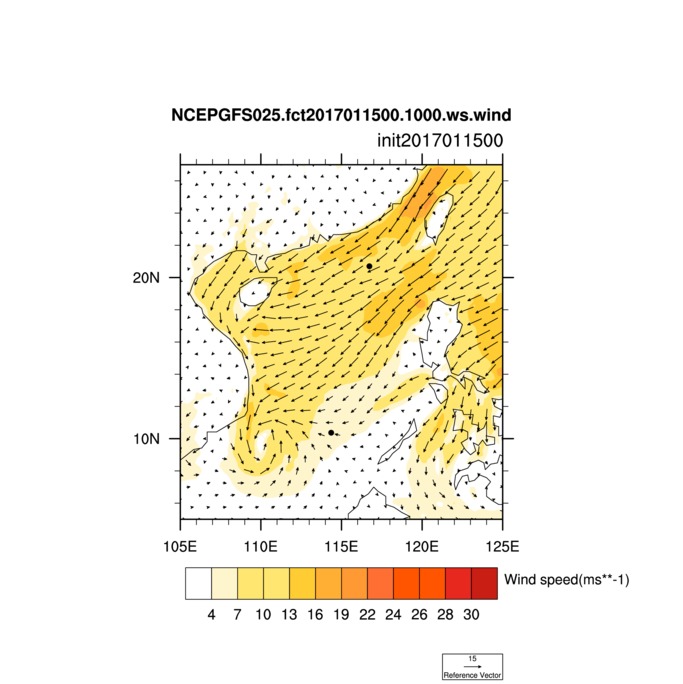 NCEPGFS025.fct2017011500.1000.ws.wind
init2017011500
20N
10N
105E 110E 115E 120E 125E
4 7 10 13 16 19 22 24 26 28 30
Wind speed(ms**-1)
15
Reference Vector